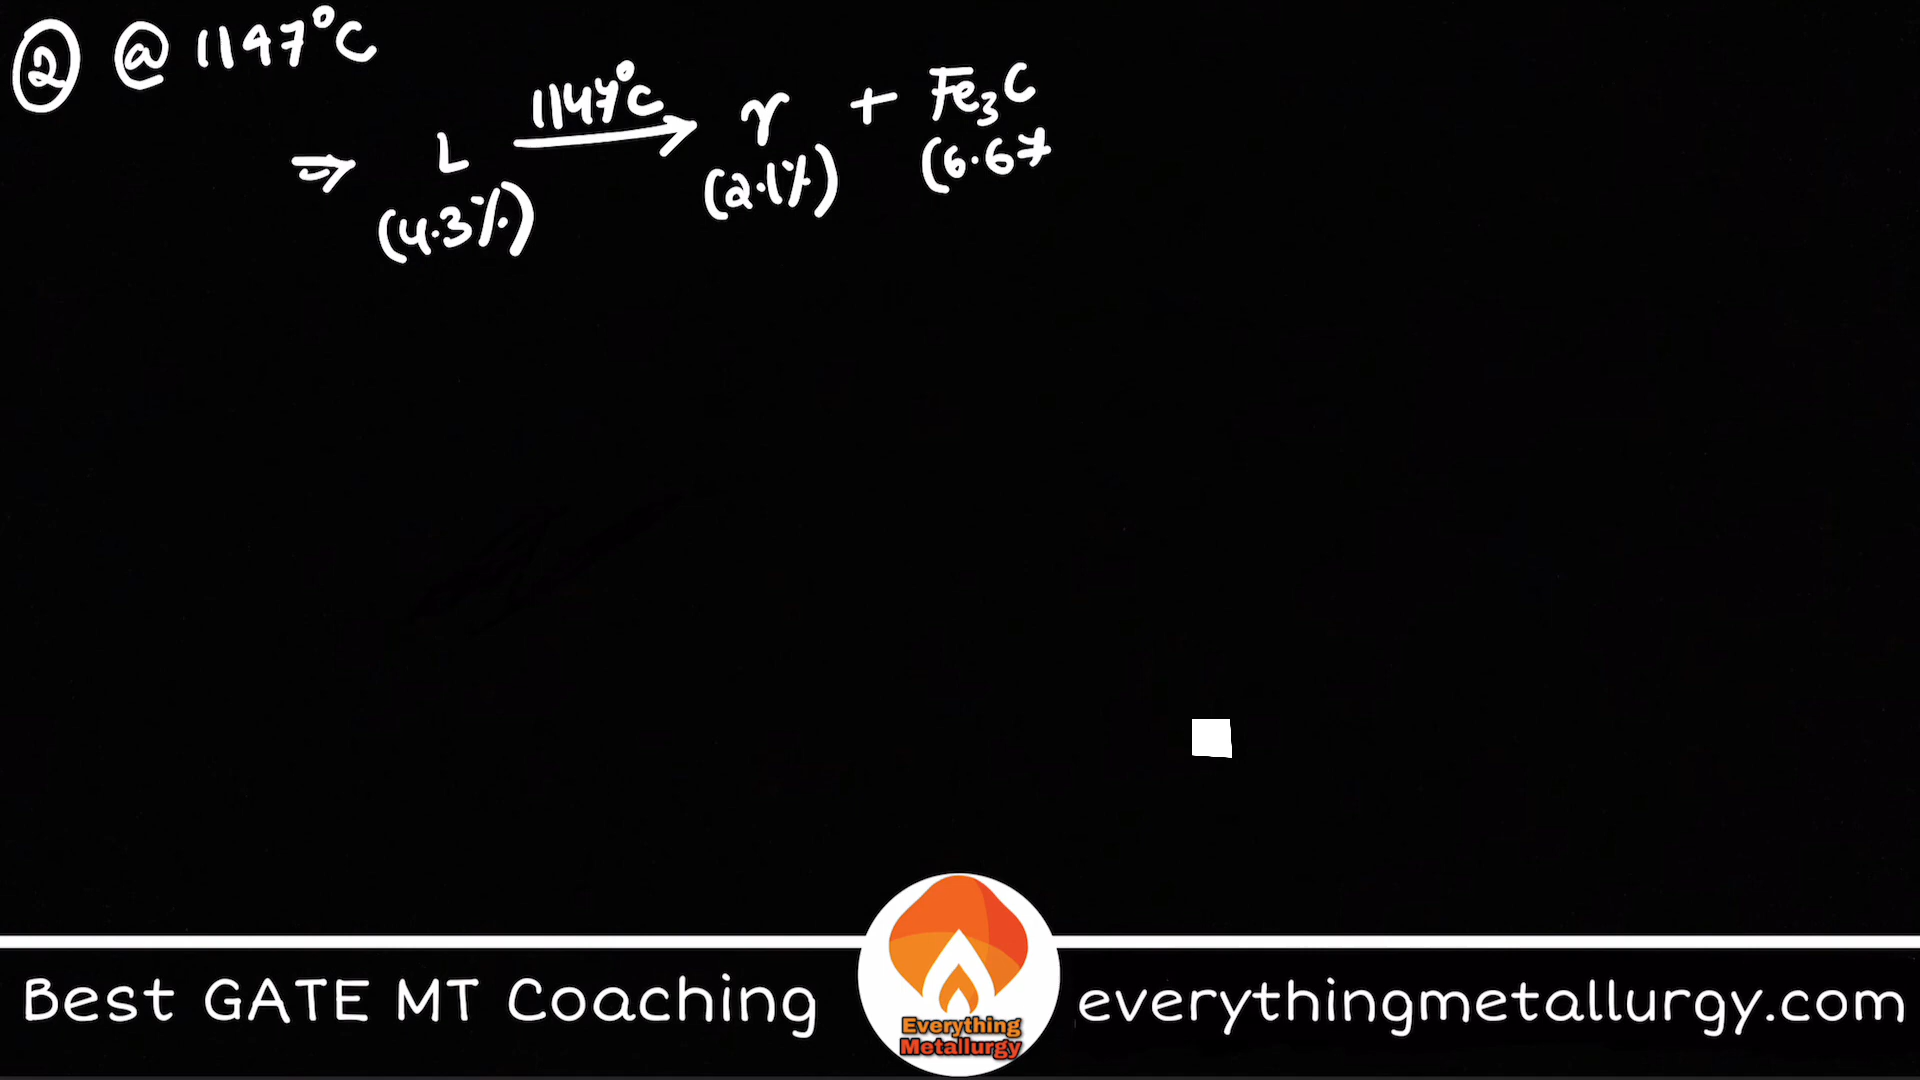 ② @ 1147°C
⇒ L (4.3%) 1147°C → γ (2.1%) + Fe₃C (6.67
Best GATE MT Coaching
Everything
Metallurgy
everythingmetallurgy.com